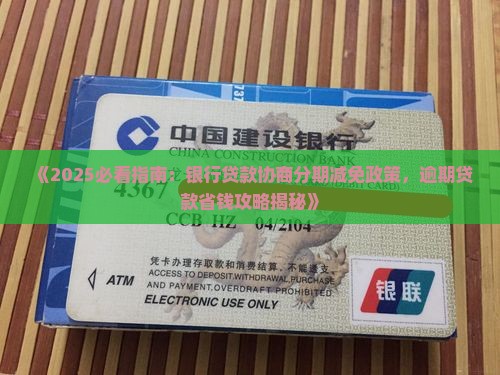 737
中国建设银行
CONSTRUCTION BANK
《2025必看指南：银行贷款协商分期减免政策，逾期贷
款省钱攻略揭秘》
4367
CCB HZ 04/2104
凭卡办理存取款和消费结算，不能透支。
ACCESS TO DEPOSIT.WITHDRAWAL.PURCHASE
AND PAYMENT.OVERDRAFT PROHIBITED.
ATM
ELECTRONIC USE ONLY
银联